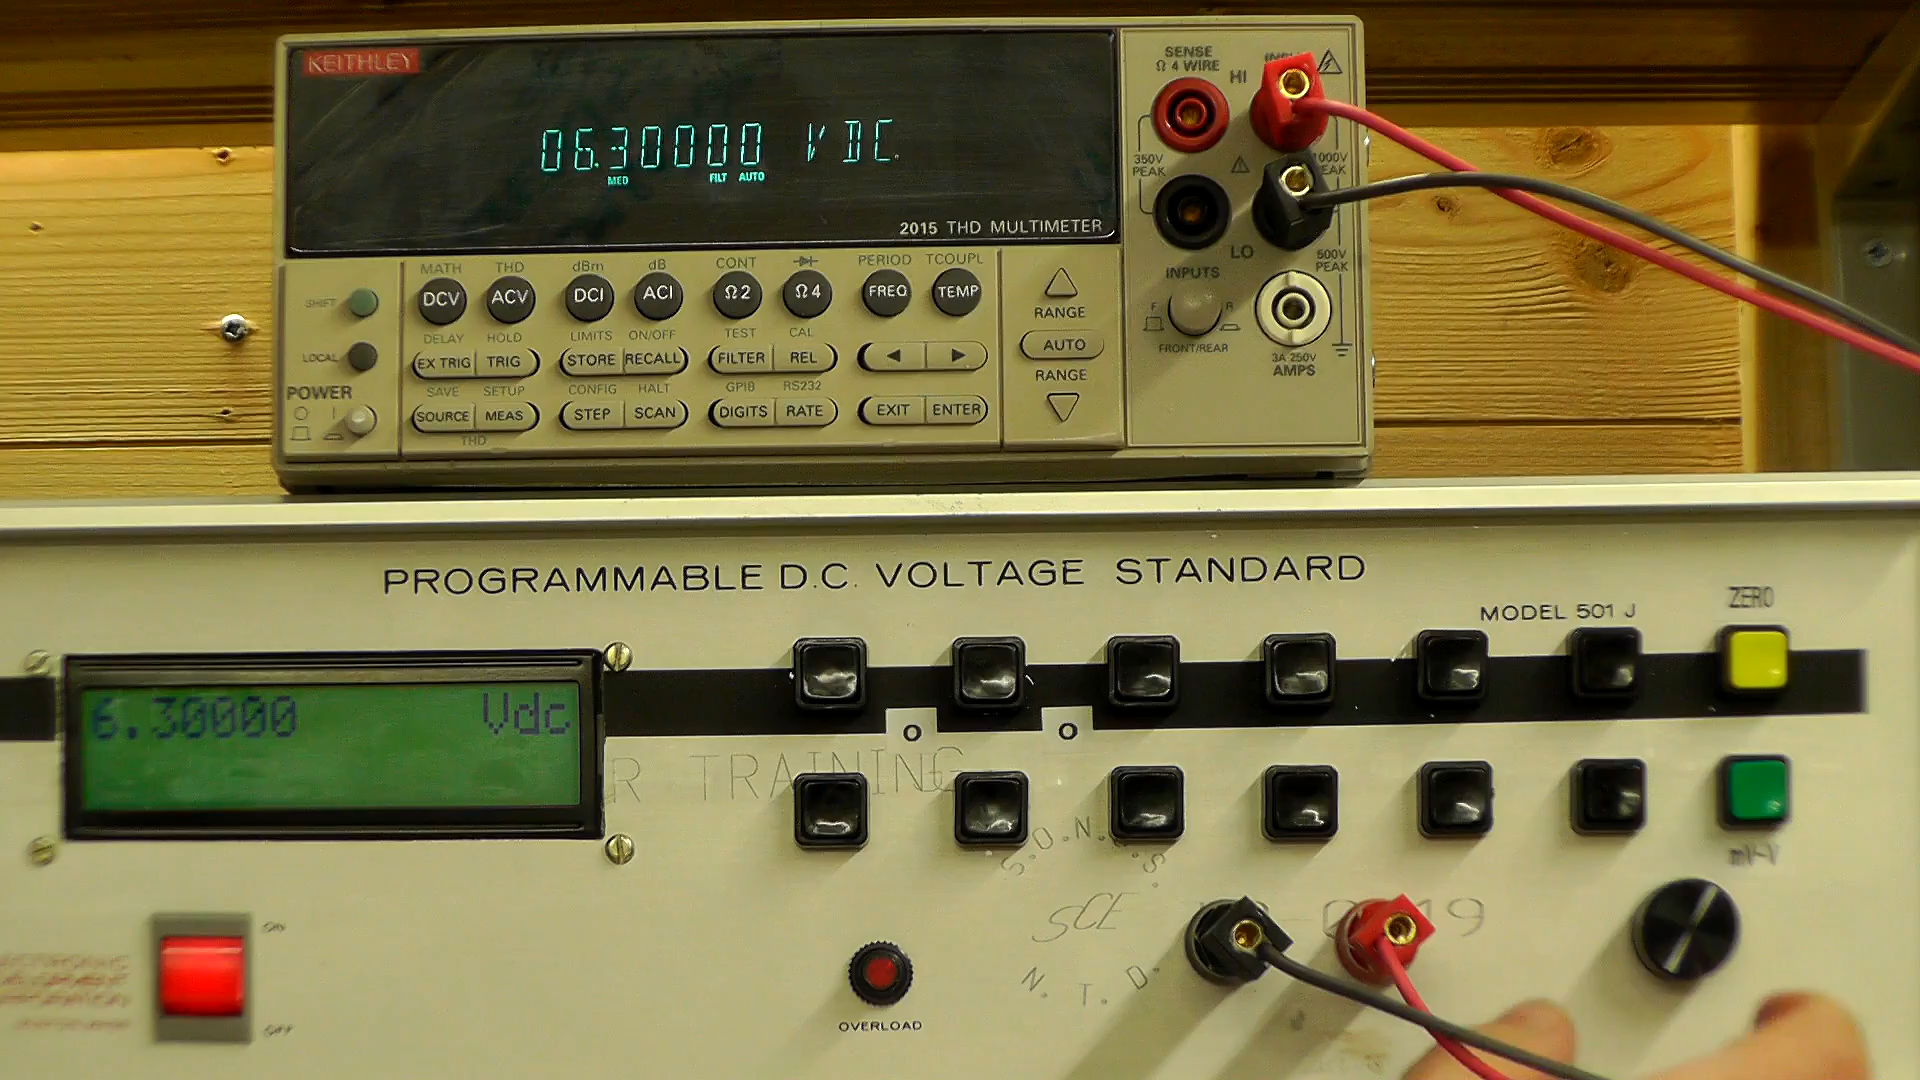 KEITHLEY
06.30000 VDC
MED FILT AUTO
2015 THD MULTIMETER
SENSE
Ω 4 WIRE
HI
350V
PEAK
1000V
PEAK
LO
500V
PEAK
INPUTS
F R
FRONT/REAR
3A 250V
AMPS
SHIFT
LOCAL
POWER
MATH THD dBm dB CONT PERIOD TCOUPL
DCV ACV DCI ACI Ω2 Ω4 FREQ TEMP
DELAY HOLD LIMITS ON/OFF TEST CAL
EX TRIG TRIG STORE RECALL FILTER REL
SAVE SETUP CONFIG HALT GPIB RS232
SOURCE MEAS STEP SCAN DIGITS RATE EXIT ENTER
THD
RANGE
AUTO
RANGE
PROGRAMMABLE D.C. VOLTAGE STANDARD
MODEL 501 J
ZERO
6.30000 Vdc
R TRAINING
mV-V
SCE
N. T. D.
ON
OFF
OVERLOAD